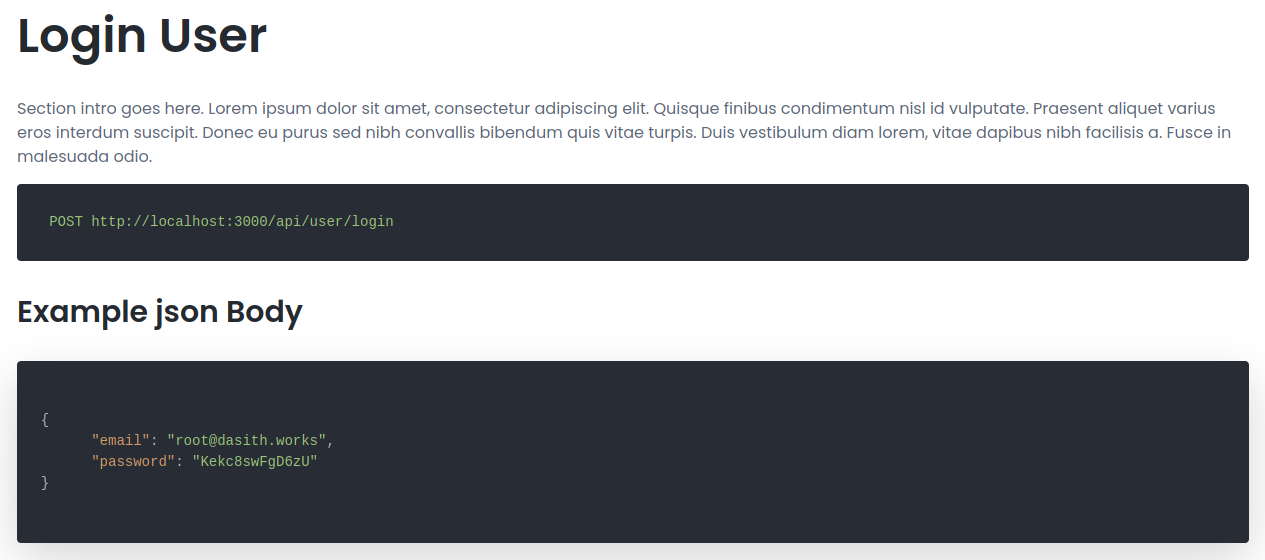 Login User
Section intro goes here. Lorem ipsum dolor sit amet, consectetur adipiscing elit. Quisque finibus condimentum nisl id vulputate. Praesent aliquet varius
eros interdum suscipit. Donec eu purus sed nibh convallis bibendum quis vitae turpis. Duis vestibulum diam lorem, vitae dapibus nibh facilisis a. Fusce in
malesuada odio.
POST http://localhost:3000/api/user/login
Example json Body
{
"email": "root@dasith.works",
"password": "Kekc8swFgD6zU"
}